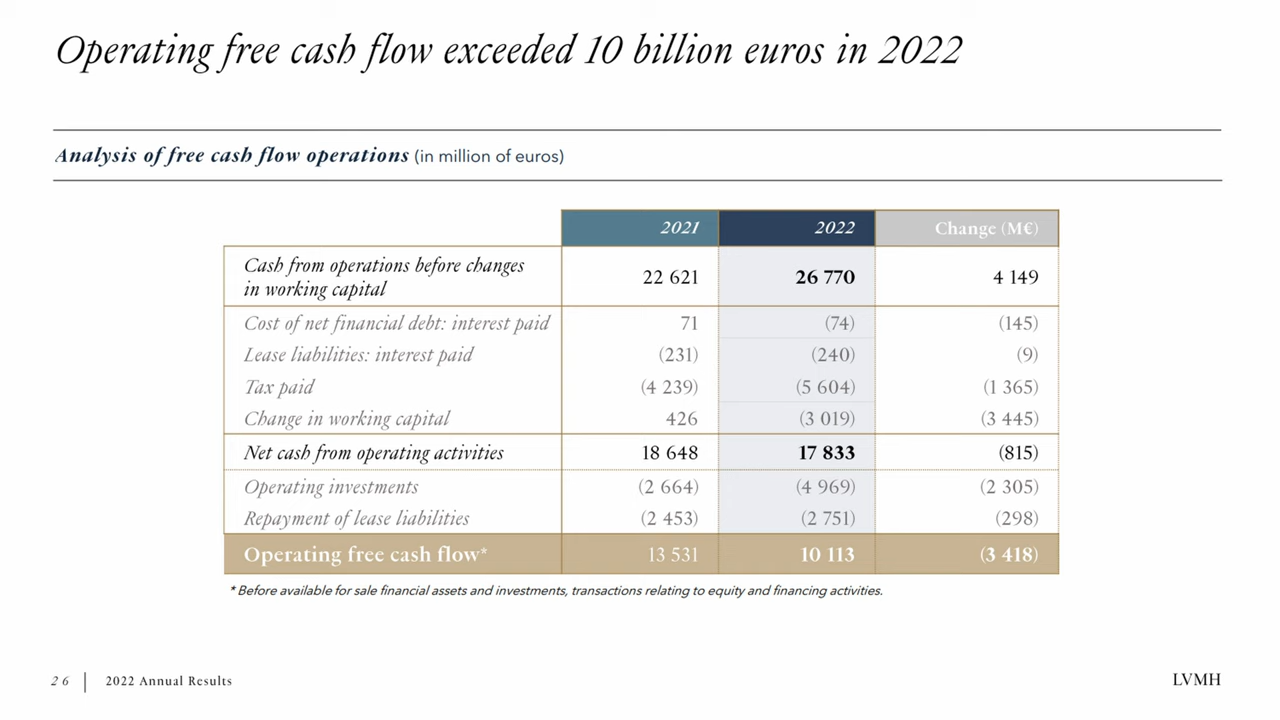 Operating free cash flow exceeded 10 billion euros in 2022
Analysis of free cash flow operations (in million of euros)
2021 2022 Change (M€)
Cash from operations before changes
in working capital 22 621 26 770 4 149
Cost of net financial debt: interest paid 71 (74) (145)
Lease liabilities: interest paid (231) (240) (9)
Tax paid (4 239) (5 604) (1 365)
Change in working capital 426 (3 019) (3 445)
Net cash from operating activities 18 648 17 833 (815)
Operating investments (2 664) (4 969) (2 305)
Repayment of lease liabilities (2 453) (2 751) (298)
Operating free cash flow* 13 531 10 113 (3 418)
* Before available for sale financial assets and investments, transactions relating to equity and financing activities.
26 | 2022 Annual Results LVMH